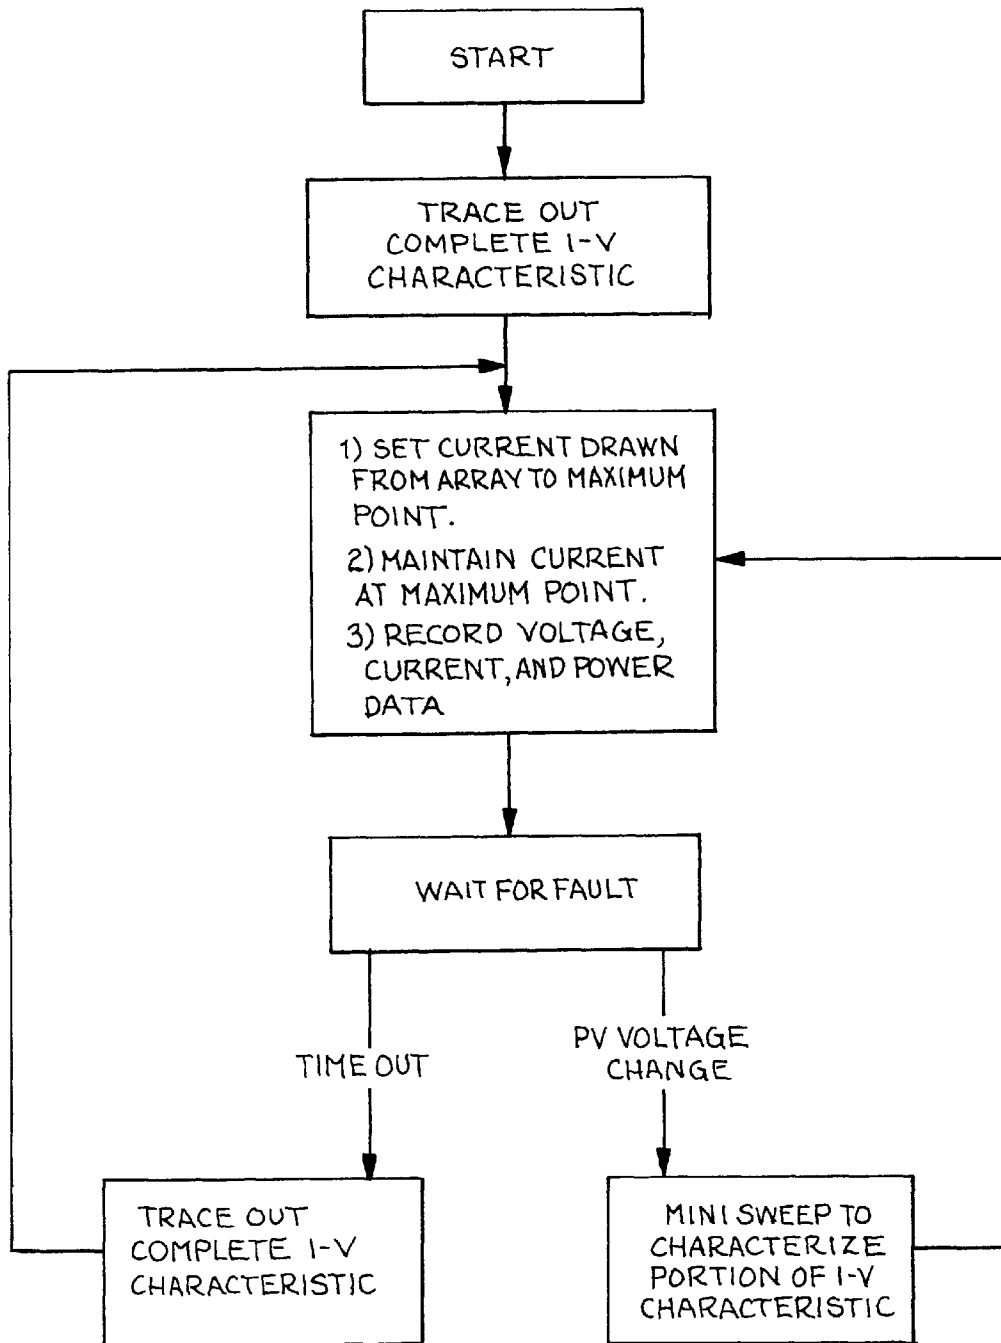 START
TRACE OUT
COMPLETE I-V
CHARACTERISTIC
1) SET CURRENT DRAWN
FROM ARRAY TO MAXIMUM
POINT.
2) MAINTAIN CURRENT
AT MAXIMUM POINT.
3) RECORD VOLTAGE,
CURRENT, AND POWER
DATA
WAIT FOR FAULT
TIME OUT
PV VOLTAGE
CHANGE
TRACE OUT
COMPLETE I-V
CHARACTERISTIC
MINI SWEEP TO
CHARACTERIZE
PORTION OF I-V
CHARACTERISTIC